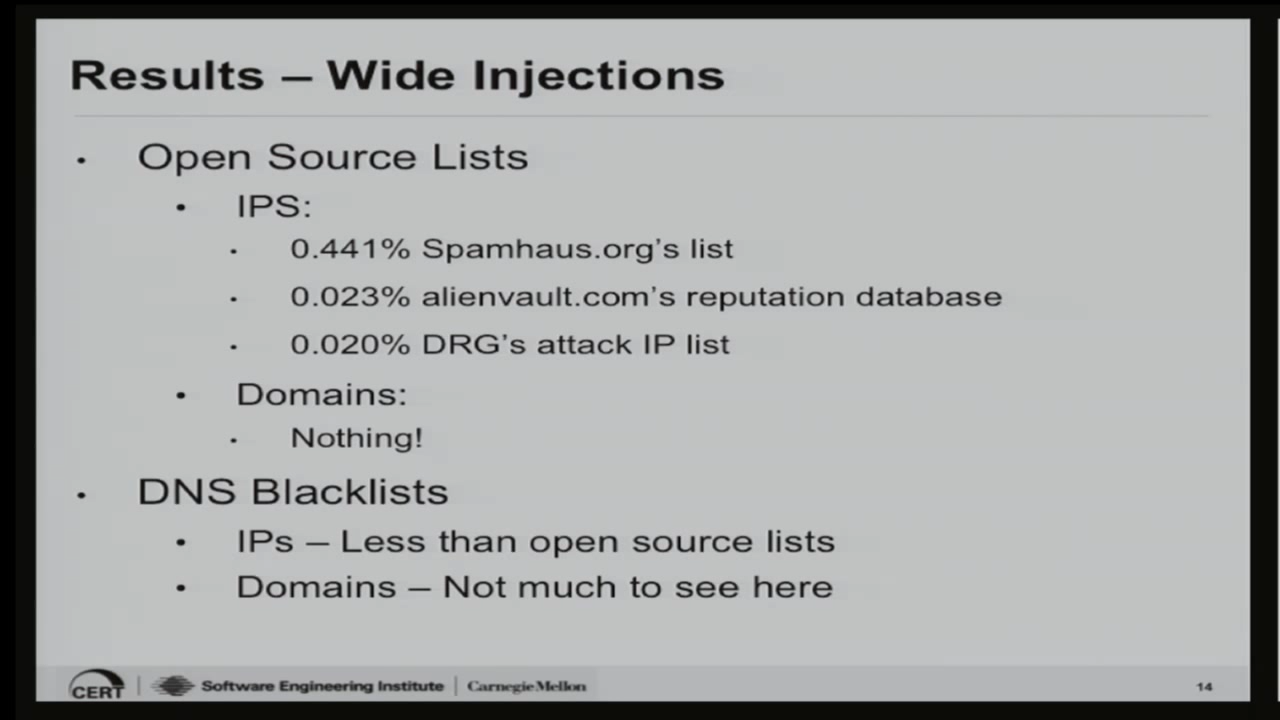 Results – Wide Injections
• Open Source Lists
• IPS:
• 0.441% Spamhaus.org's list
• 0.023% alienvault.com's reputation database
• 0.020% DRG's attack IP list
• Domains:
• Nothing!
• DNS Blacklists
• IPs – Less than open source lists
• Domains – Not much to see here
CERT | Software Engineering Institute | Carnegie Mellon
14